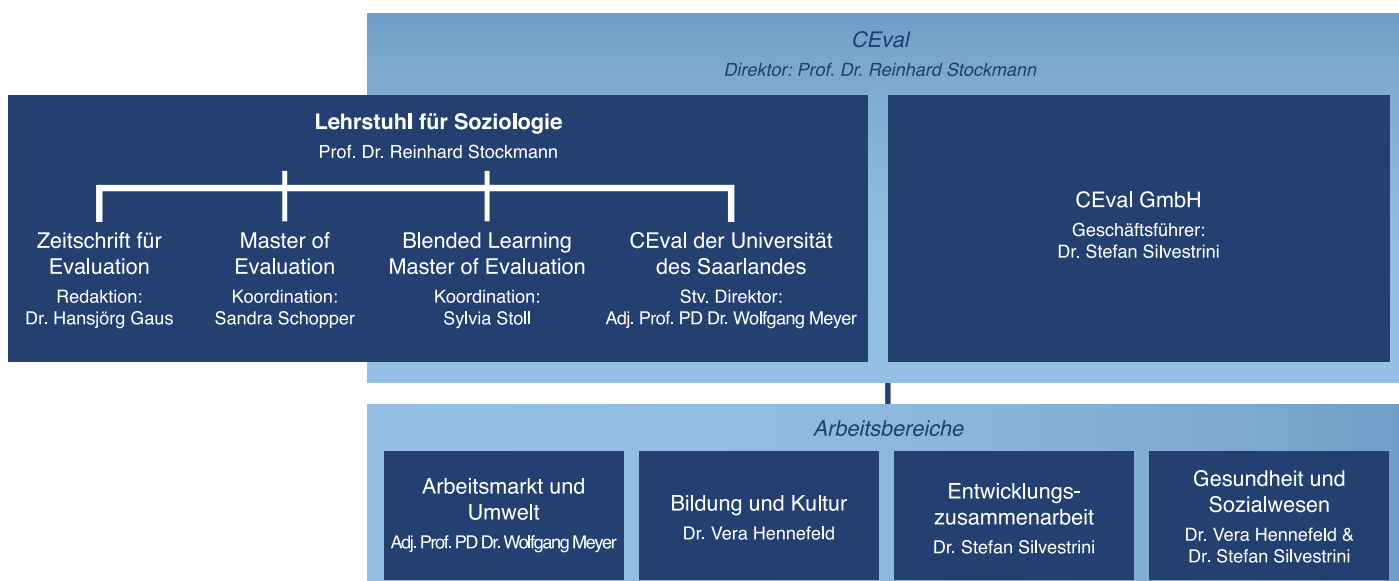 CEval
Direktor: Prof. Dr. Reinhard Stockmann
Lehrstuhl für Soziologie
Prof. Dr. Reinhard Stockmann
Zeitschrift für
Evaluation
Redaktion:
Dr. Hansjörg Gaus
Master of
Evaluation
Koordination:
Sandra Schopper
Blended Learning
Master of Evaluation
Koordination:
Sylvia Stoll
CEval der Universität
des Saarlandes
Stv. Direktor:
Adj. Prof. PD Dr. Wolfgang Meyer
CEval GmbH
Geschäftsführer:
Dr. Stefan Silvestrini
Arbeitsbereiche
Arbeitsmarkt und
Umwelt
Adj. Prof. PD Dr. Wolfgang Meyer
Bildung und Kultur
Dr. Vera Hennefeld
Entwicklungs-
zusammenarbeit
Dr. Stefan Silvestrini
Gesundheit und
Sozialwesen
Dr. Vera Hennefeld &
Dr. Stefan Silvestrini